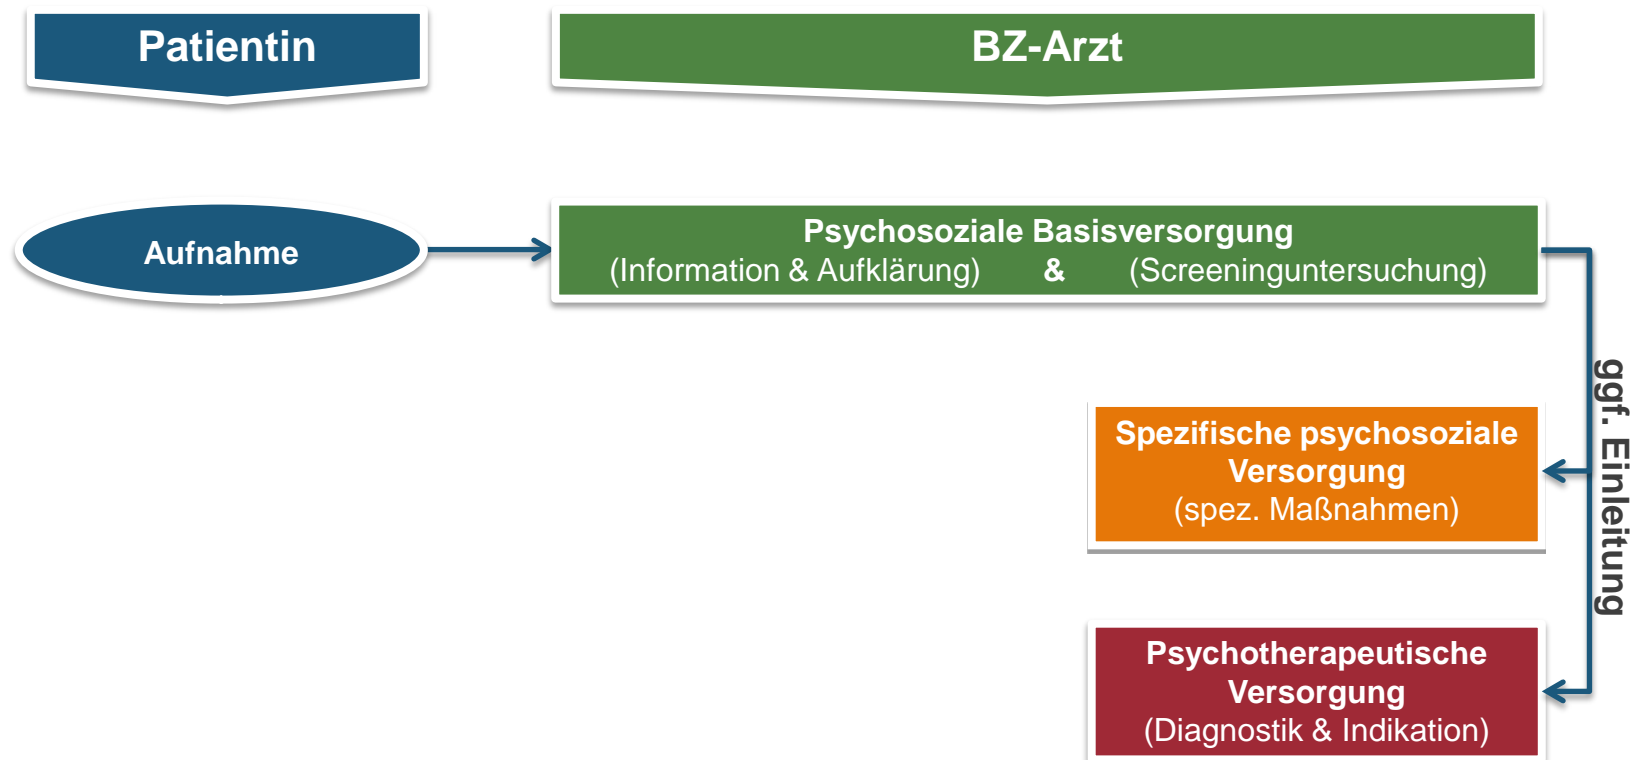 Patientin
BZ-Arzt
Aufnahme
Psychosoziale Basisversorgung
(Information & Aufklärung) & (Screeninguntersuchung)
ggf. Einleitung
Spezifische psychosoziale
Versorgung
(spez. Maßnahmen)
Psychotherapeutische
Versorgung
(Diagnostik & Indikation)